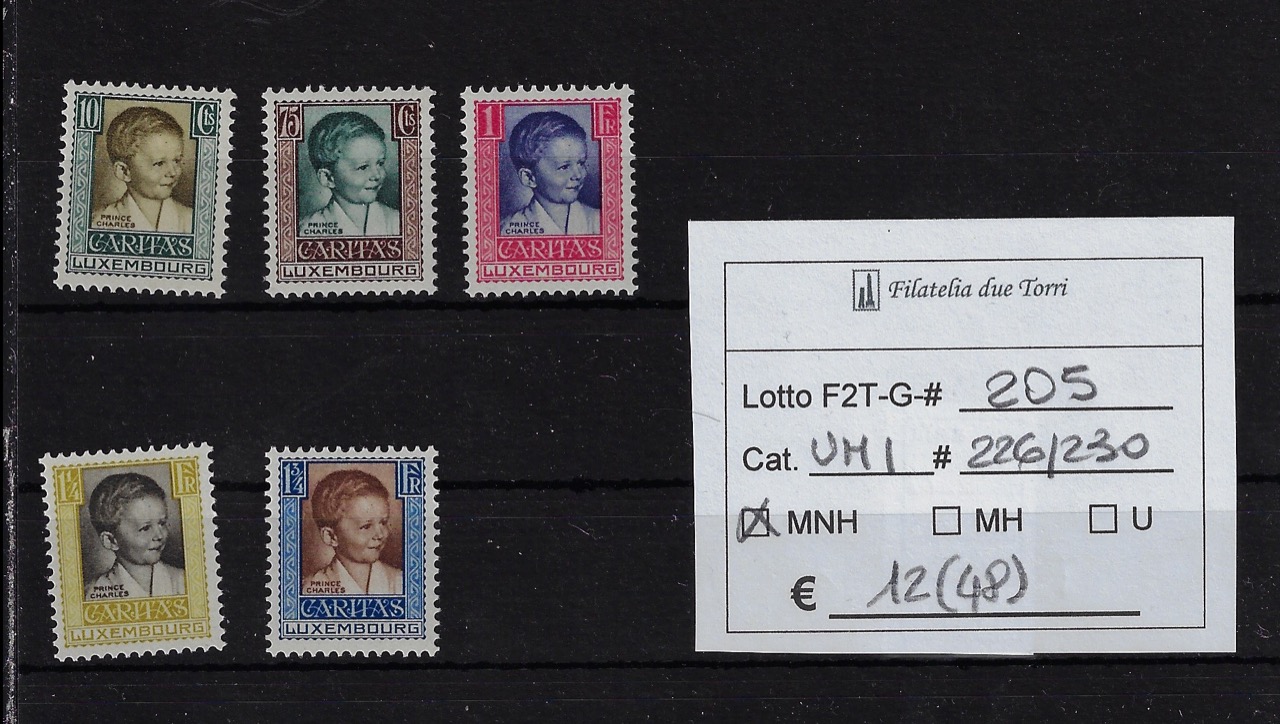 10 Cts
PRINCE
CHARLES
CARITAS
LUXEMBOURG
75 Cts
PRINCE
CHARLES
CARITAS
LUXEMBOURG
1 FR
PRINCE
CHARLES
CARITAS
LUXEMBOURG
1¼ FR
PRINCE
CHARLES
CARITAS
LUXEMBOURG
1¾ FR
PRINCE
CHARLES
CARITAS
LUXEMBOURG
Filatelia due Torri
Lotto F2T-G-# 205
Cat. UMI # 226/230
MNH MH U
€ 12 (48)